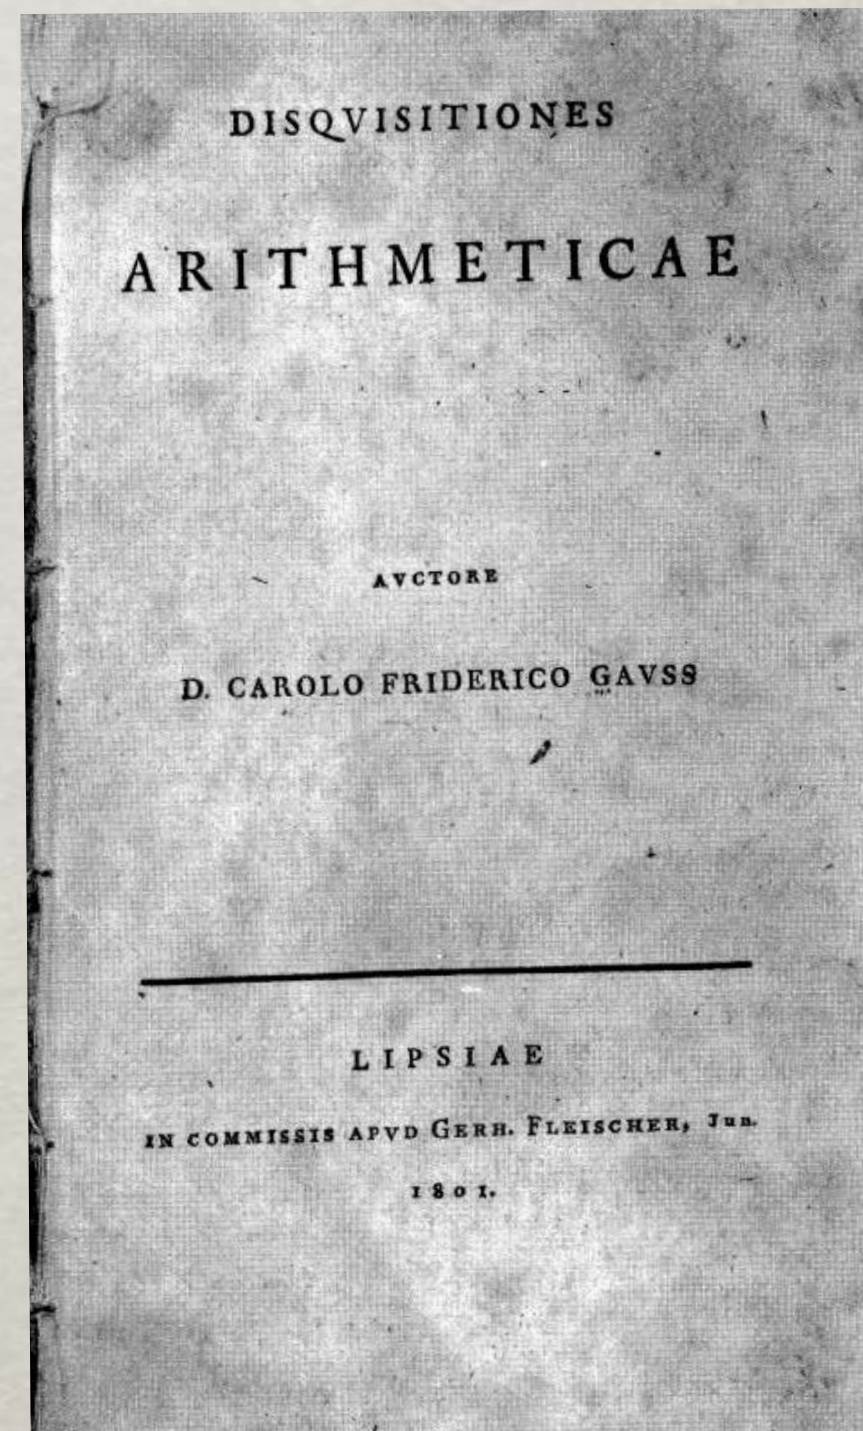 DISQVISITIONES
ARITHMETICAE
AVCTORE
D. CAROLO FRIDERICO GAVSS
LIPSIAE
IN COMMISSIS APVD GERH. FLEISCHER, Jun.
1801.